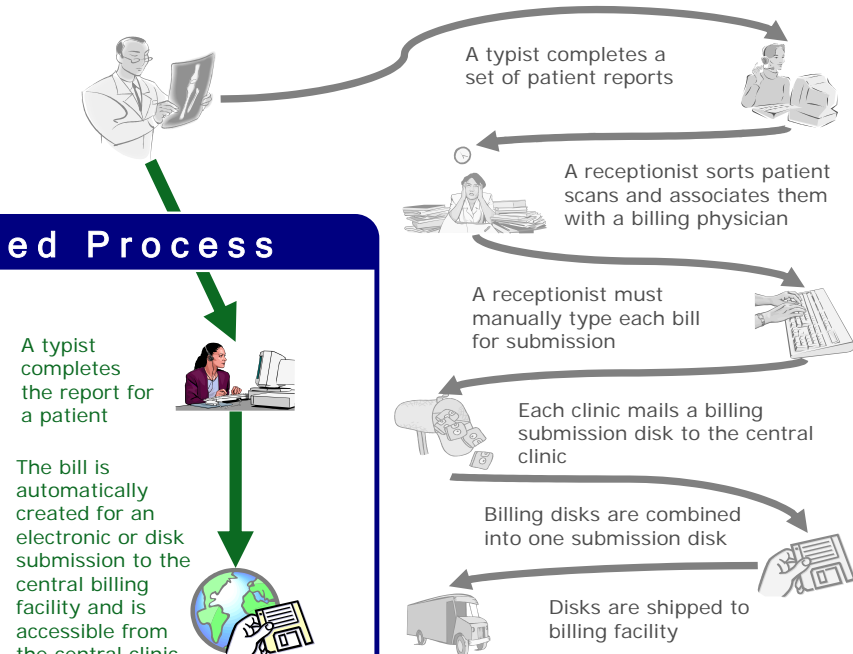 A typist completes a
set of patient reports
A receptionist sorts patient
scans and associates them
with a billing physician
ed Process
A receptionist must
manually type each bill
for submission
A typist
completes
the report for
a patient
Each clinic mails a billing
submission disk to the central
clinic
The bill is
automatically
created for an
electronic or disk
submission to the
central billing
facility and is
accessible from
the central clinic
Billing disks are combined
into one submission disk
Disks are shipped to
billing facility